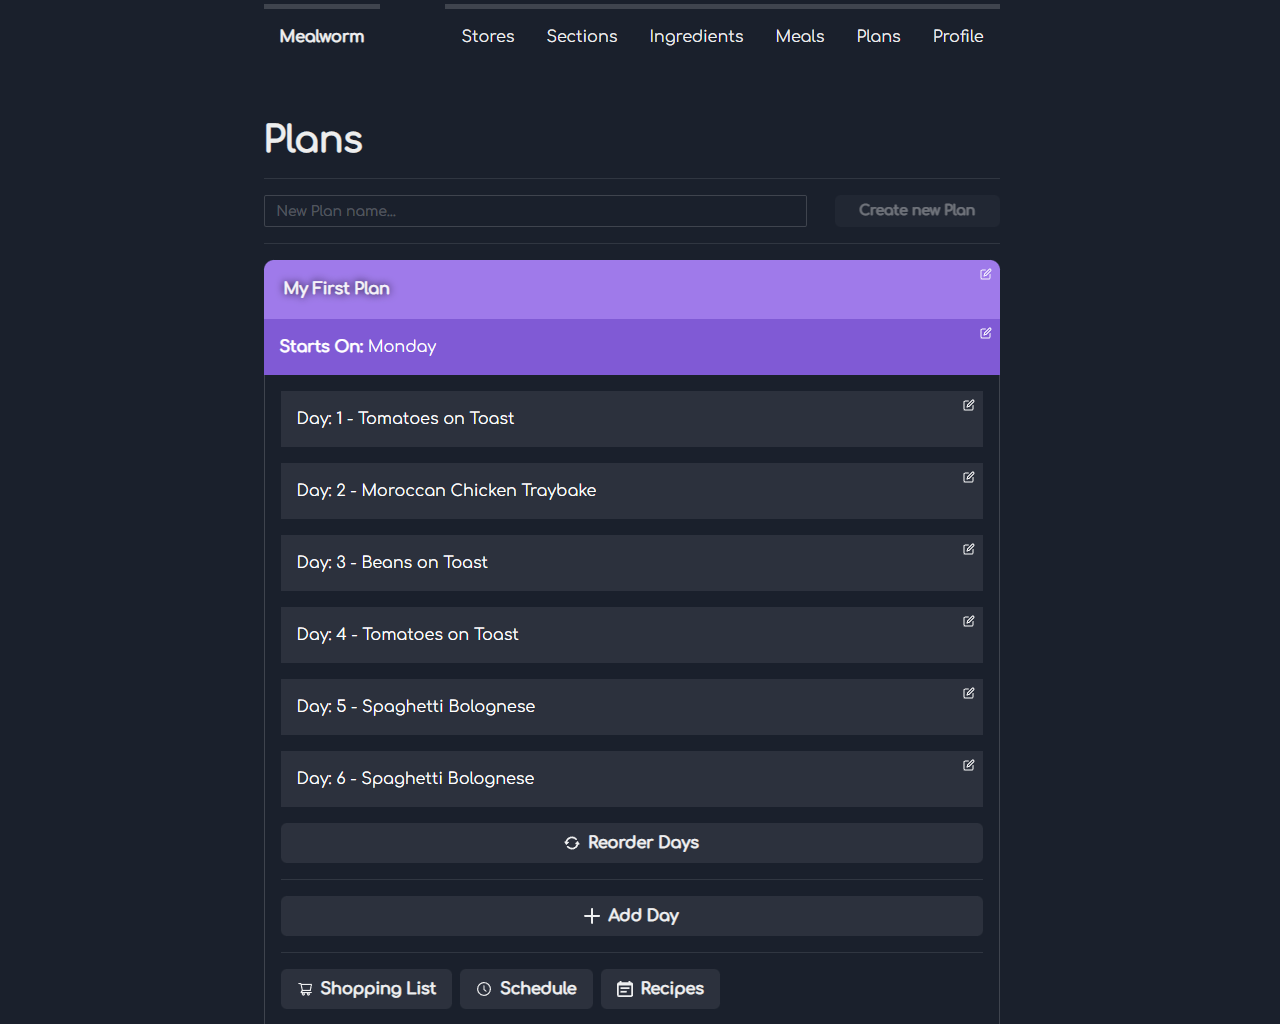 Mealworm Stores Sections Ingredients Meals Plans Profile
Plans
New Plan name... Create new Plan
My First Plan
Starts On: Monday
Day: 1 - Tomatoes on Toast
Day: 2 - Moroccan Chicken Traybake
Day: 3 - Beans on Toast
Day: 4 - Tomatoes on Toast
Day: 5 - Spaghetti Bolognese
Day: 6 - Spaghetti Bolognese
Reorder Days
Add Day
Shopping List Schedule Recipes